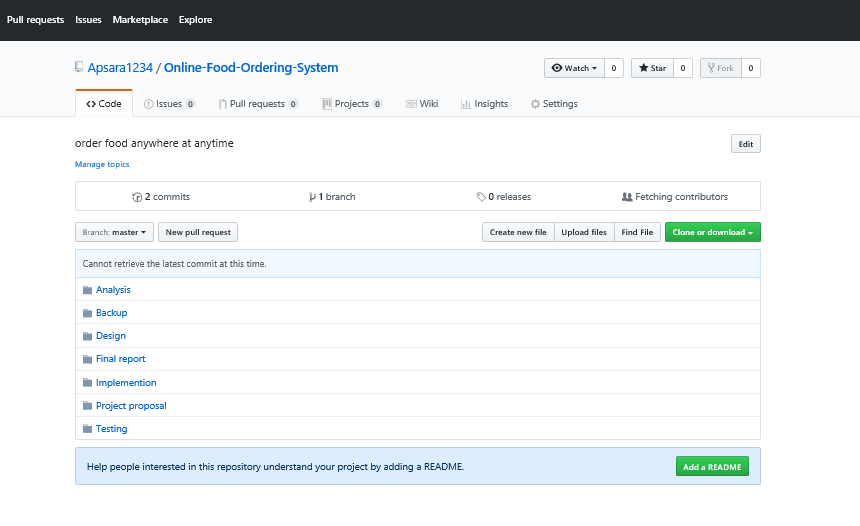 Pull requests Issues Marketplace Explore
Apsara1234 / Online-Food-Ordering-System
Watch 0 Star 0 Fork 0
Code Issues 0 Pull requests 0 Projects 0 Wiki Insights Settings
order food anywhere at anytime Edit
Manage topics
2 commits 1 branch 0 releases Fetching contributors
Branch: master New pull request Create new file Upload files Find File Clone or download
Cannot retrieve the latest commit at this time.
Analysis
Backup
Design
Final report
Implemention
Project proposal
Testing
Help people interested in this repository understand your project by adding a README. Add a README